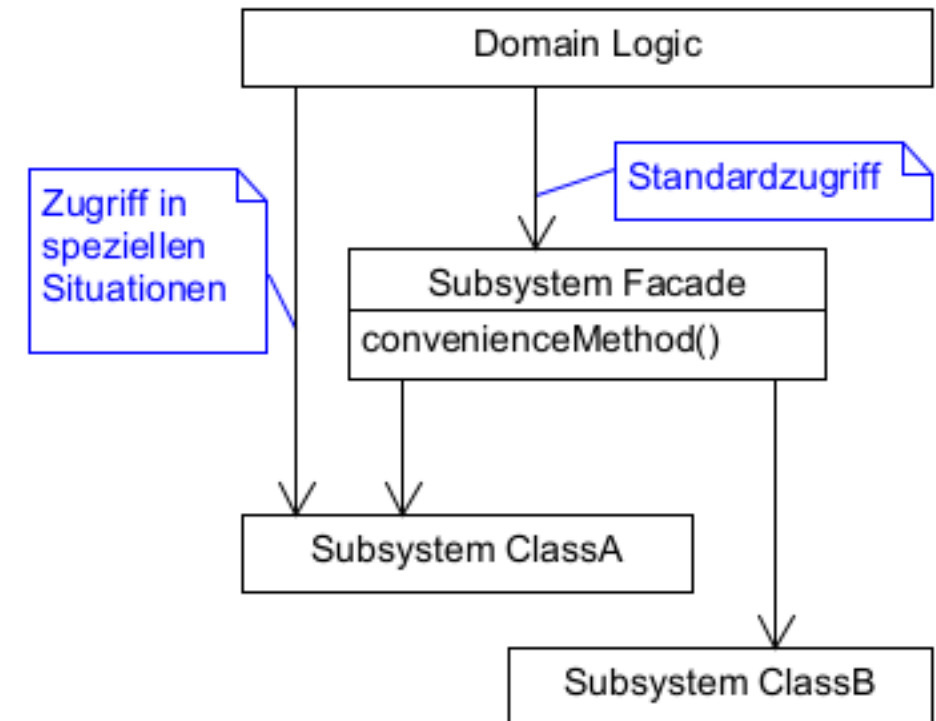 Domain Logic
Standardzugriff
Zugriff in
speziellen
Situationen
Subsystem Facade
convenienceMethod()
Subsystem ClassA
Subsystem ClassB